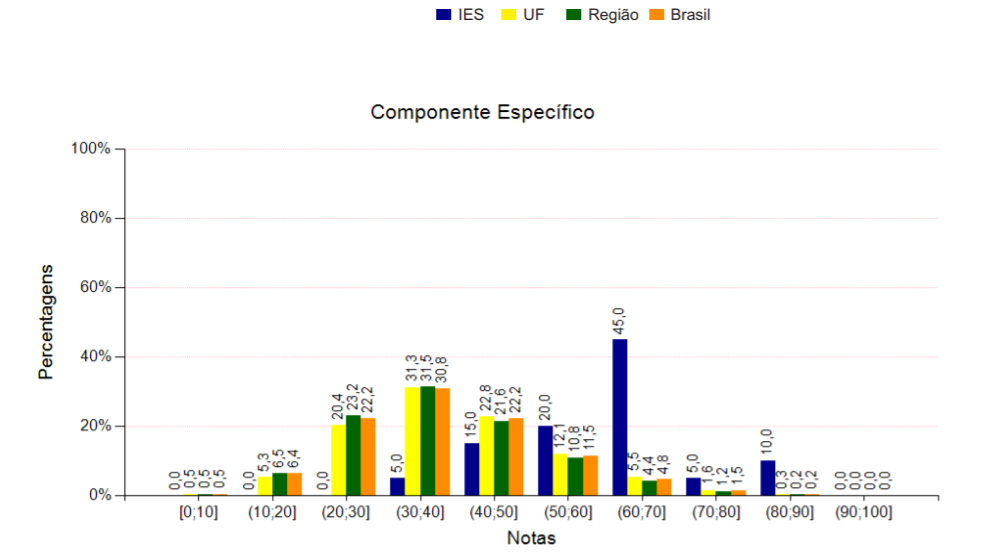 IES UF Região Brasil
Componente Específico
100%
80%
60%
40%
20%
0%
Percentagens
0,0 0,5 0,5 0,5
0,0 5,3 6,5 6,4
0,0 20,4 23,2 22,2
5,0 31,3 31,5 30,8
15,0 22,8 21,6 22,2
20,0 12,1 10,8 11,5
45,0 5,5 4,4 4,8
5,0 1,6 1,2 1,5
10,0 0,3 0,2 0,2
0,0 0,0 0,0 0,0
[0;10] (10;20] (20;30] (30;40] (40;50] (50;60] (60;70] (70;80] (80;90] (90;100]
Notas